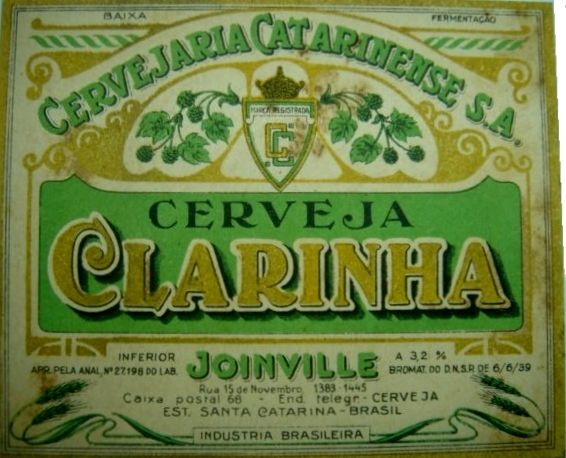 BAIXA FERMENTAÇÃO
CERVEJARIA CATARINENSE S.A.
MARCA REGISTRADA
CC
CERVEJA
CLARINHA
INFERIOR JOINVILLE A 3,2 %
APR. PELA ANAL. Nº 27.198 DO LAB. BROMAT. DO D.N.S.P. DE 6/6/39
Rua 15 de Novembro, 1383-1445
Caixa postal 68 - End. telegr. CERVEJA
EST. SANTA CATARINA - BRASIL
INDUSTRIA BRASILEIRA